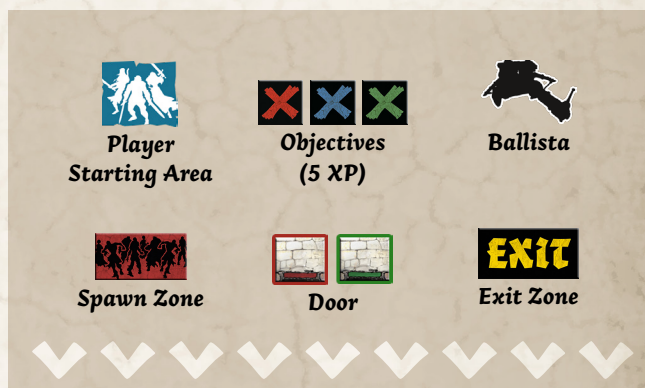 Player
Starting Area
Objectives
(5 XP)
Ballista
Spawn Zone
Door
EXIT
Exit Zone